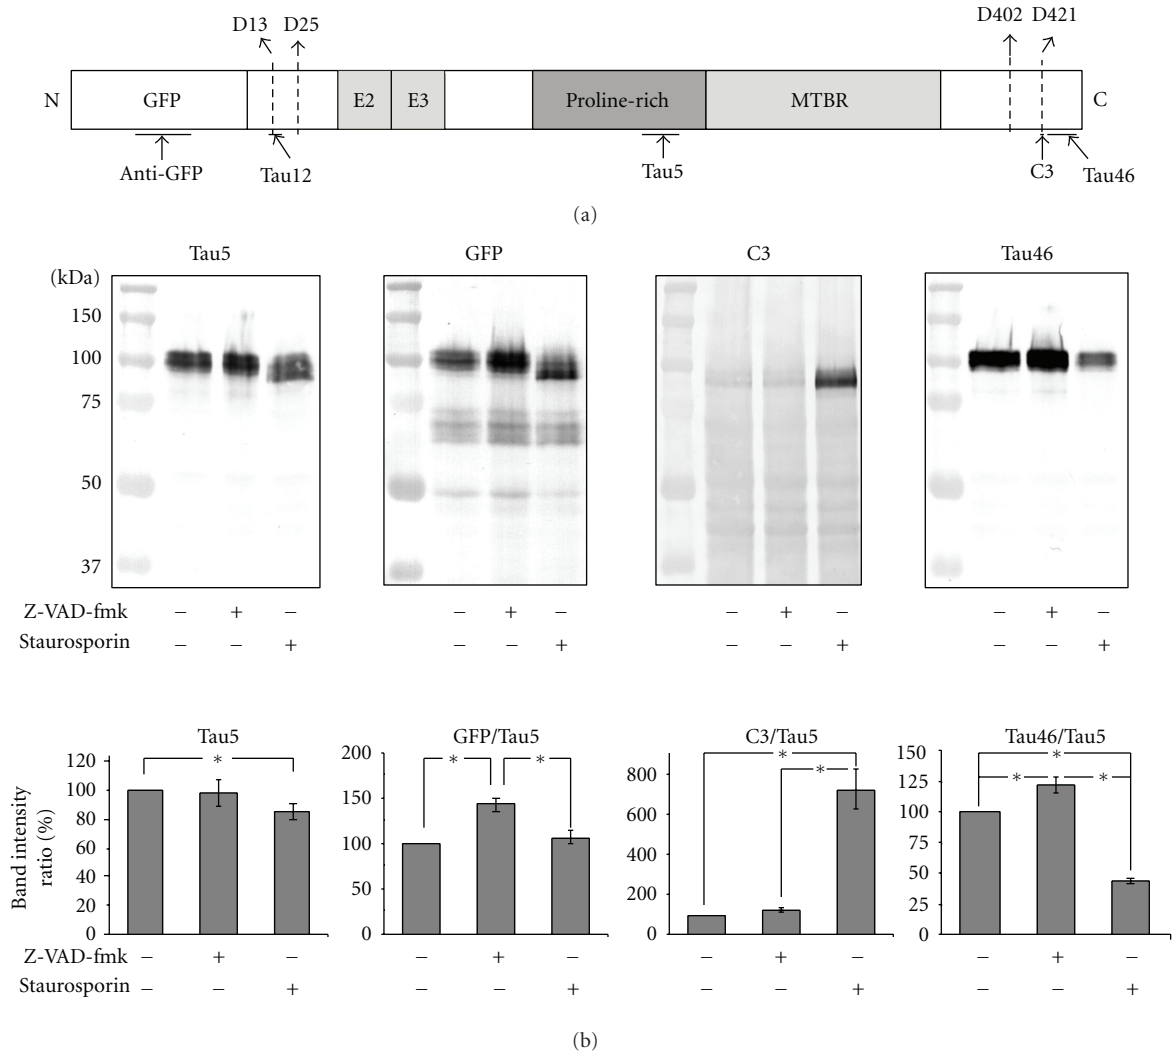 D13 D25 D402 D421
N GFP E2 E3 Proline-rich MTBR C
Anti-GFP Tau12 Tau5 C3 Tau46
(a)
Tau5 GFP C3 Tau46
(kDa)
150
100
75
50
37
Z-VAD-fmk − + − − + − − + − − + −
Staurosporin − − + − − + − − + − − +
Tau5 GFP/Tau5 C3/Tau5 Tau46/Tau5
Band intensity
ratio (%)
120
100
80
60
40
20
0
*
200
150
100
50
0
* *
800
600
400
200
0
*
*
150
125
100
75
50
25
0
*
* *
Z-VAD-fmk − + − − + − − + − − + −
Staurosporin − − + − − + − − + − − +
(b)